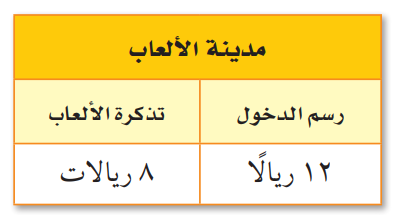 مدينة الألعاب
رسم الدخول تذكرة الألعاب
١٢ ريالًا ٨ ريالات